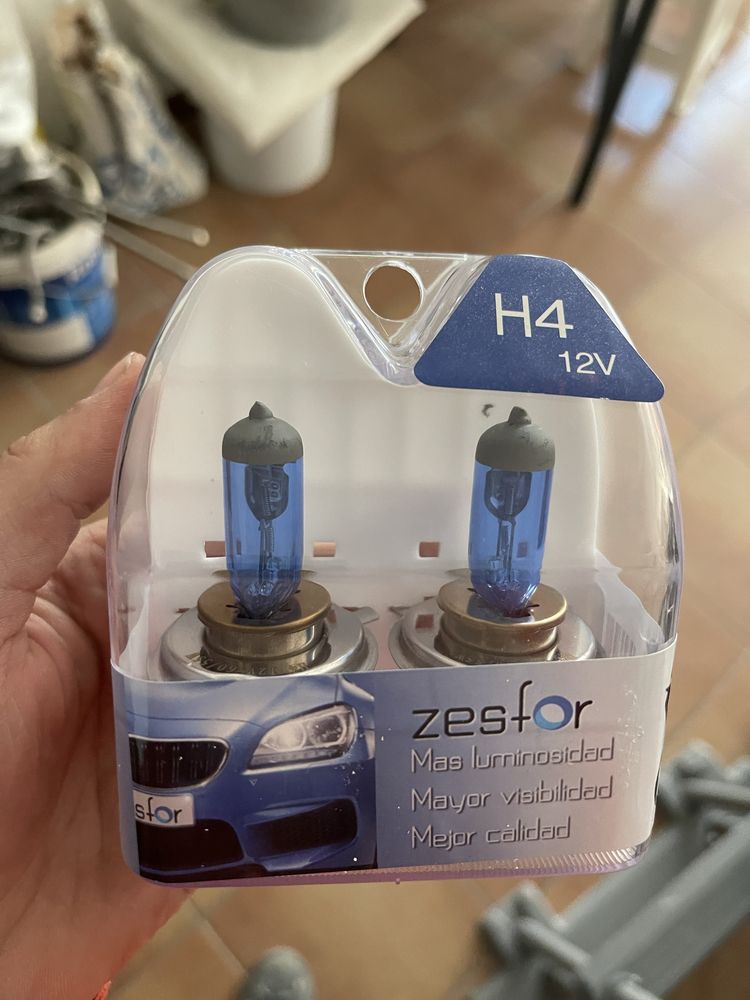 H4
12V
zesfor
Mas luminosidad
Mayor visibilidad
Mejor calidad
sfor